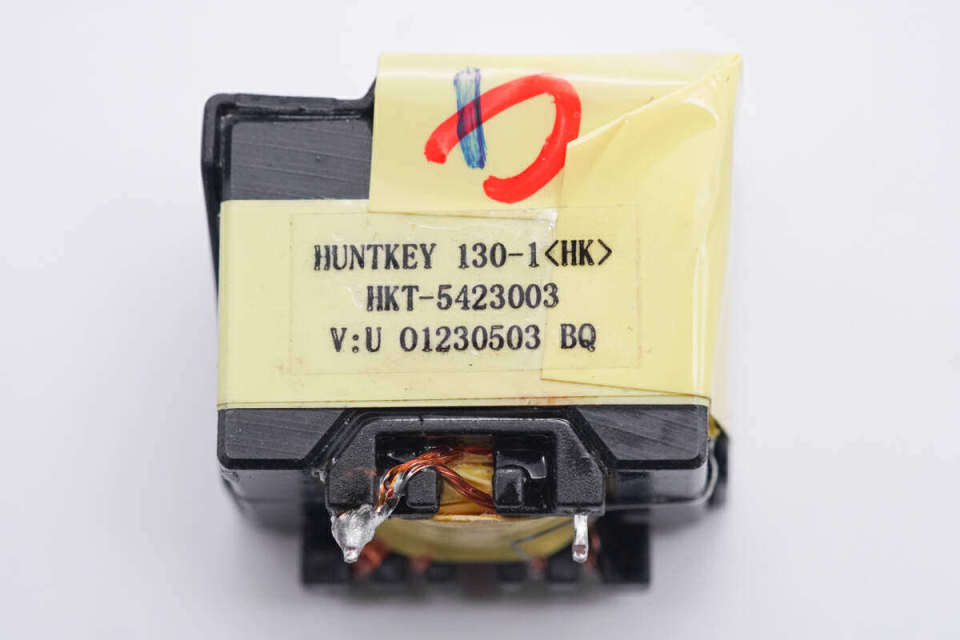 HUNTKEY 130-1<HK>
HKT-5423003
V:U 01230503 BQ